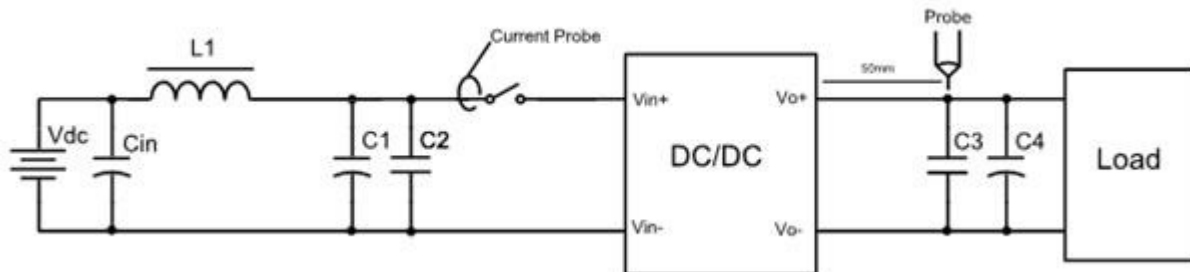 L1
Current Probe
Probe
50mm
Vdc
Cin
C1
C2
Vin+
Vo+
DC/DC
C3
C4
Load
Vin-
Vo-